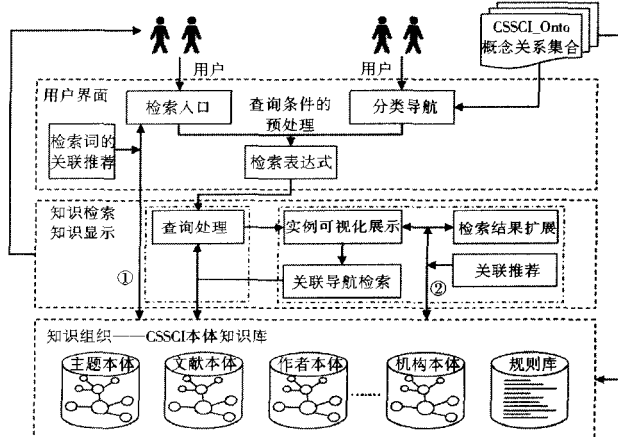 CSSCI_Onto
概念关系集合
用户
用户
用户界面
检索入口
查询条件的
预处理
分类导航
检索词的
关联推荐
检索表达式
知识检索
知识显示
查询处理
实例可视化展示
检索结果扩展
①
关联导航检索
②
关联推荐
知识组织——CSSCI本体知识库
主题本体
文献本体
作者本体
……
机构本体
规则库